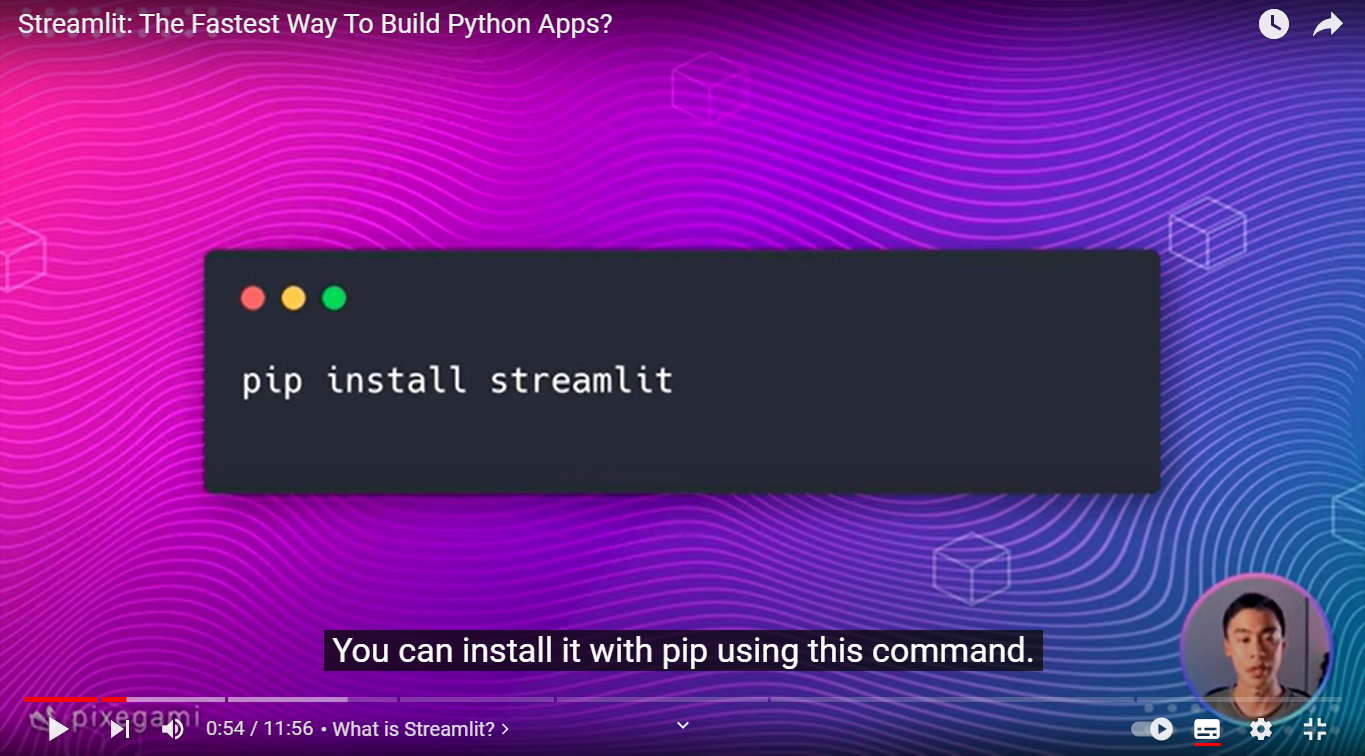 Streamlit: The Fastest Way To Build Python Apps?
pip install streamlit
You can install it with pip using this command.
pixegami
0:54 / 11:56 • What is Streamlit? ›